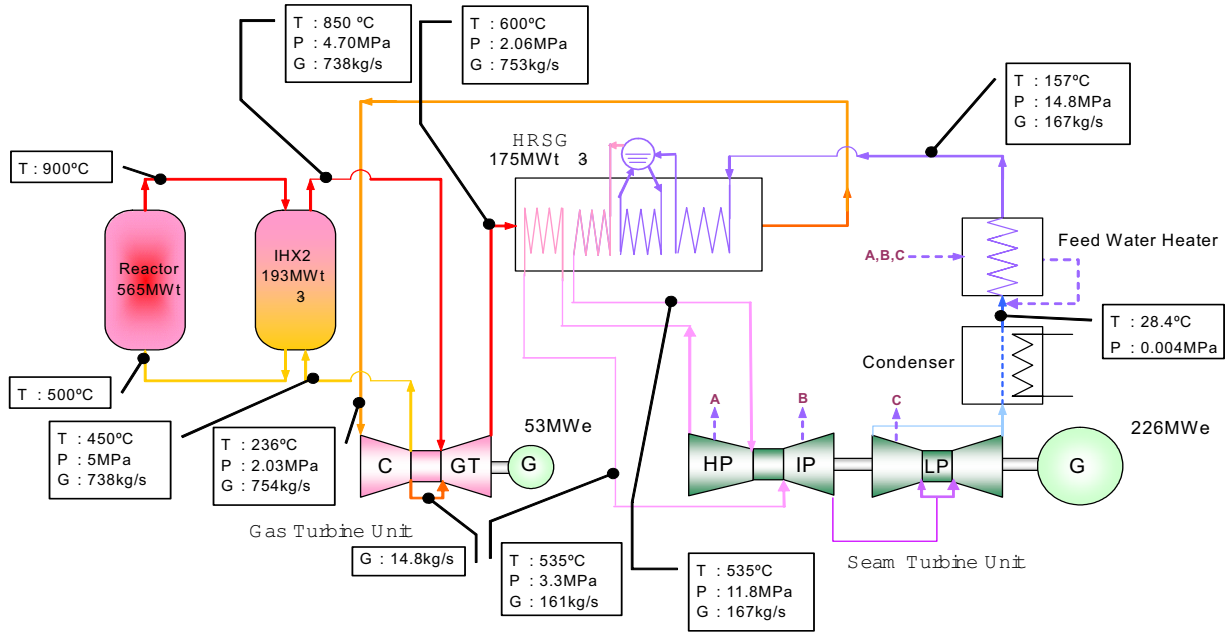 T : 850 ºC
P : 4.70MPa
G : 738kg/s
T : 600ºC
P : 2.06MPa
G : 753kg/s
T : 157ºC
P : 14.8MPa
G : 167kg/s
HRSG
175MWt 3
T : 900ºC
Reactor
565MWt
IHX2
193MWt
3
A,B,C
Feed Water Heater
T : 28.4ºC
P : 0.004MPa
Condenser
T : 500ºC
T : 450ºC
P : 5MPa
G : 738kg/s
T : 236ºC
P : 2.03MPa
G : 754kg/s
53MWe
C
GT
G
A
B
C
226MWe
HP
IP
LP
G
Gas Turbine Unit
G : 14.8kg/s
T : 535ºC
P : 3.3MPa
G : 161kg/s
T : 535ºC
P : 11.8MPa
G : 167kg/s
Seam Turbine Unit